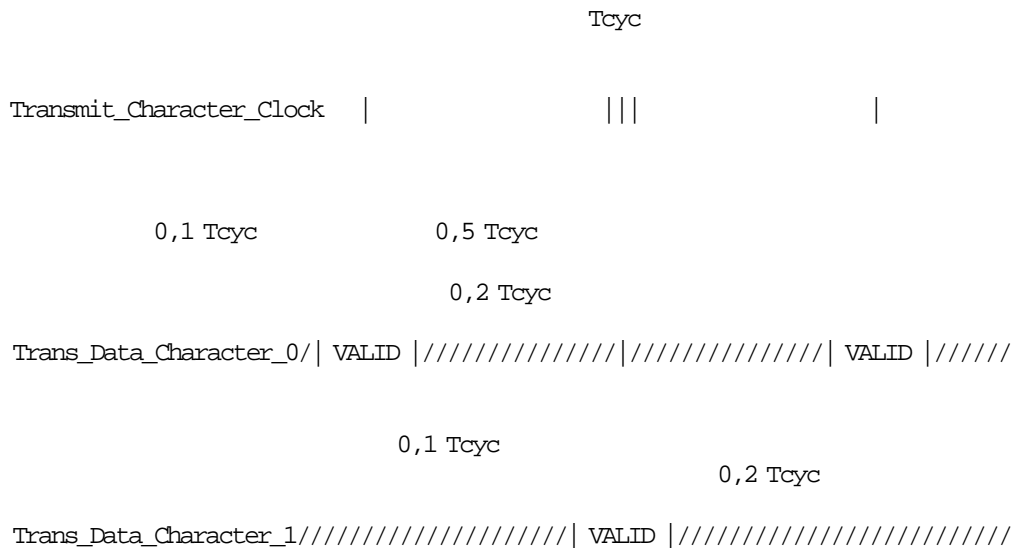 Tcyc
Transmit_Character_Clock | ||| |
0,1 Tcyc 0,5 Tcyc
0,2 Tcyc
Trans_Data_Character_0/| VALID |///////////////|///////////////| VALID |//////
0,1 Tcyc
0,2 Tcyc
Trans_Data_Character_1/////////////////////| VALID |//////////////////////////